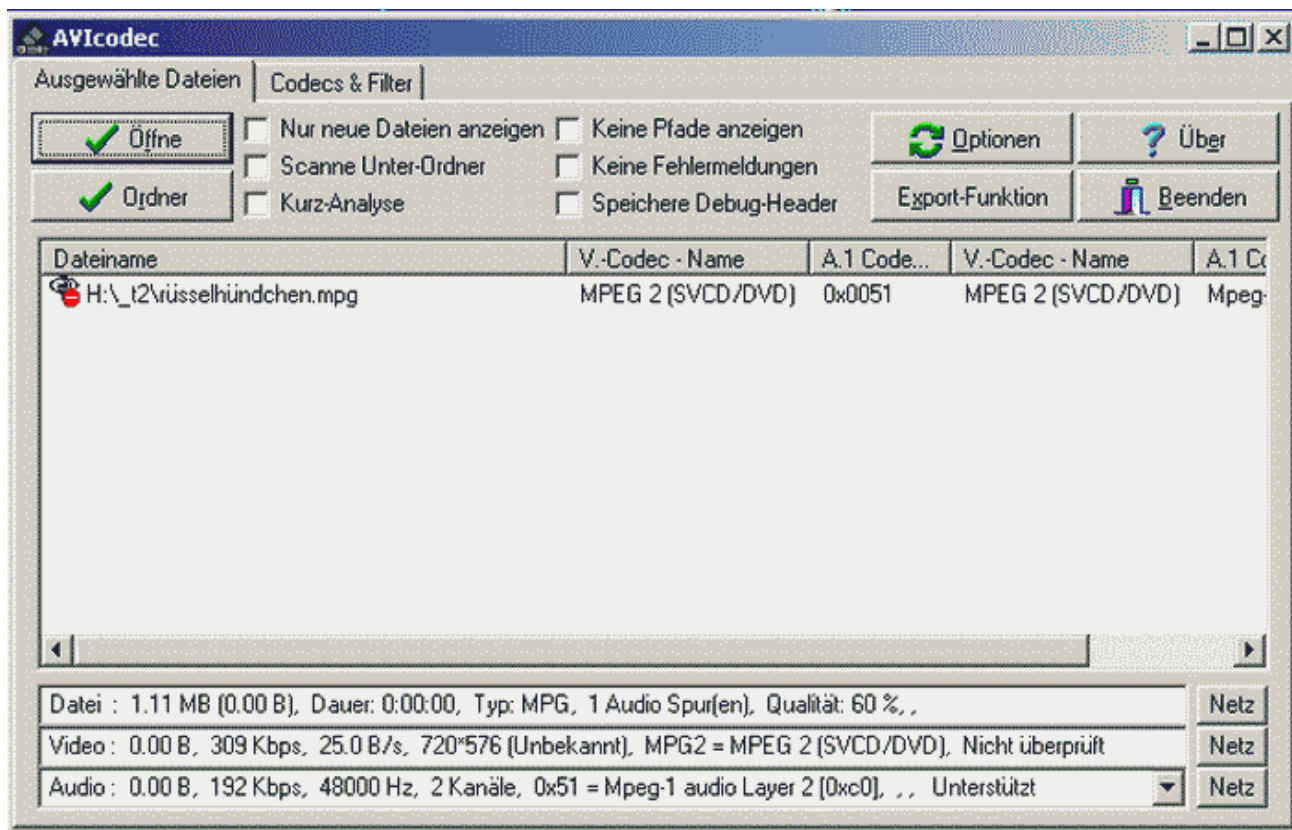 AVIcodec
Ausgewählte Dateien Codecs & Filter
Öffne Nur neue Dateien anzeigen Keine Pfade anzeigen Optionen Über
Scanne Unter-Ordner Keine Fehlermeldungen
Ordner Kurz-Analyse Speichere Debug-Header Export-Funktion Beenden
Dateiname V.-Codec - Name A.1 Code... V.-Codec - Name A.1 Co
H:\_t2\rüsselhündchen.mpg MPEG 2 (SVCD/DVD) 0x0051 MPEG 2 (SVCD/DVD) Mpeg-
Datei : 1.11 MB (0.00 B), Dauer: 0:00:00, Typ: MPG, 1 Audio Spur(en), Qualität: 60 %, , Netz
Video : 0.00 B, 309 Kbps, 25.0 B/s, 720*576 (Unbekannt), MPG2 = MPEG 2 (SVCD/DVD), Nicht überprüft Netz
Audio : 0.00 B, 192 Kbps, 48000 Hz, 2 Kanäle, 0x51 = Mpeg-1 audio Layer 2 [0xc0], , , Unterstützt Netz